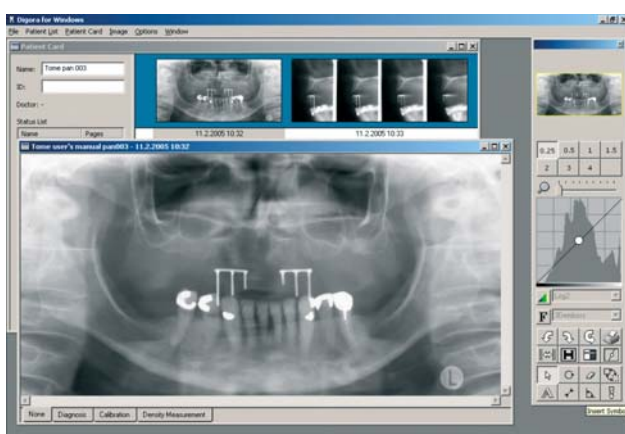 Digora for Windows
File Patient List Patient Card Image Options Window
Patient Card
Name: Tome pan 003
ID:
Doctor: -
Status List
Name Pages
11.2.2005 10:32
11.2.2005 10:33
Tome user's manual pan003 - 11.2.2005 10:32
L
None Diagnosis Calibration Density Measurement
0.25 0.5 1 1.5
2 3 4
F
A
Insert Symbo